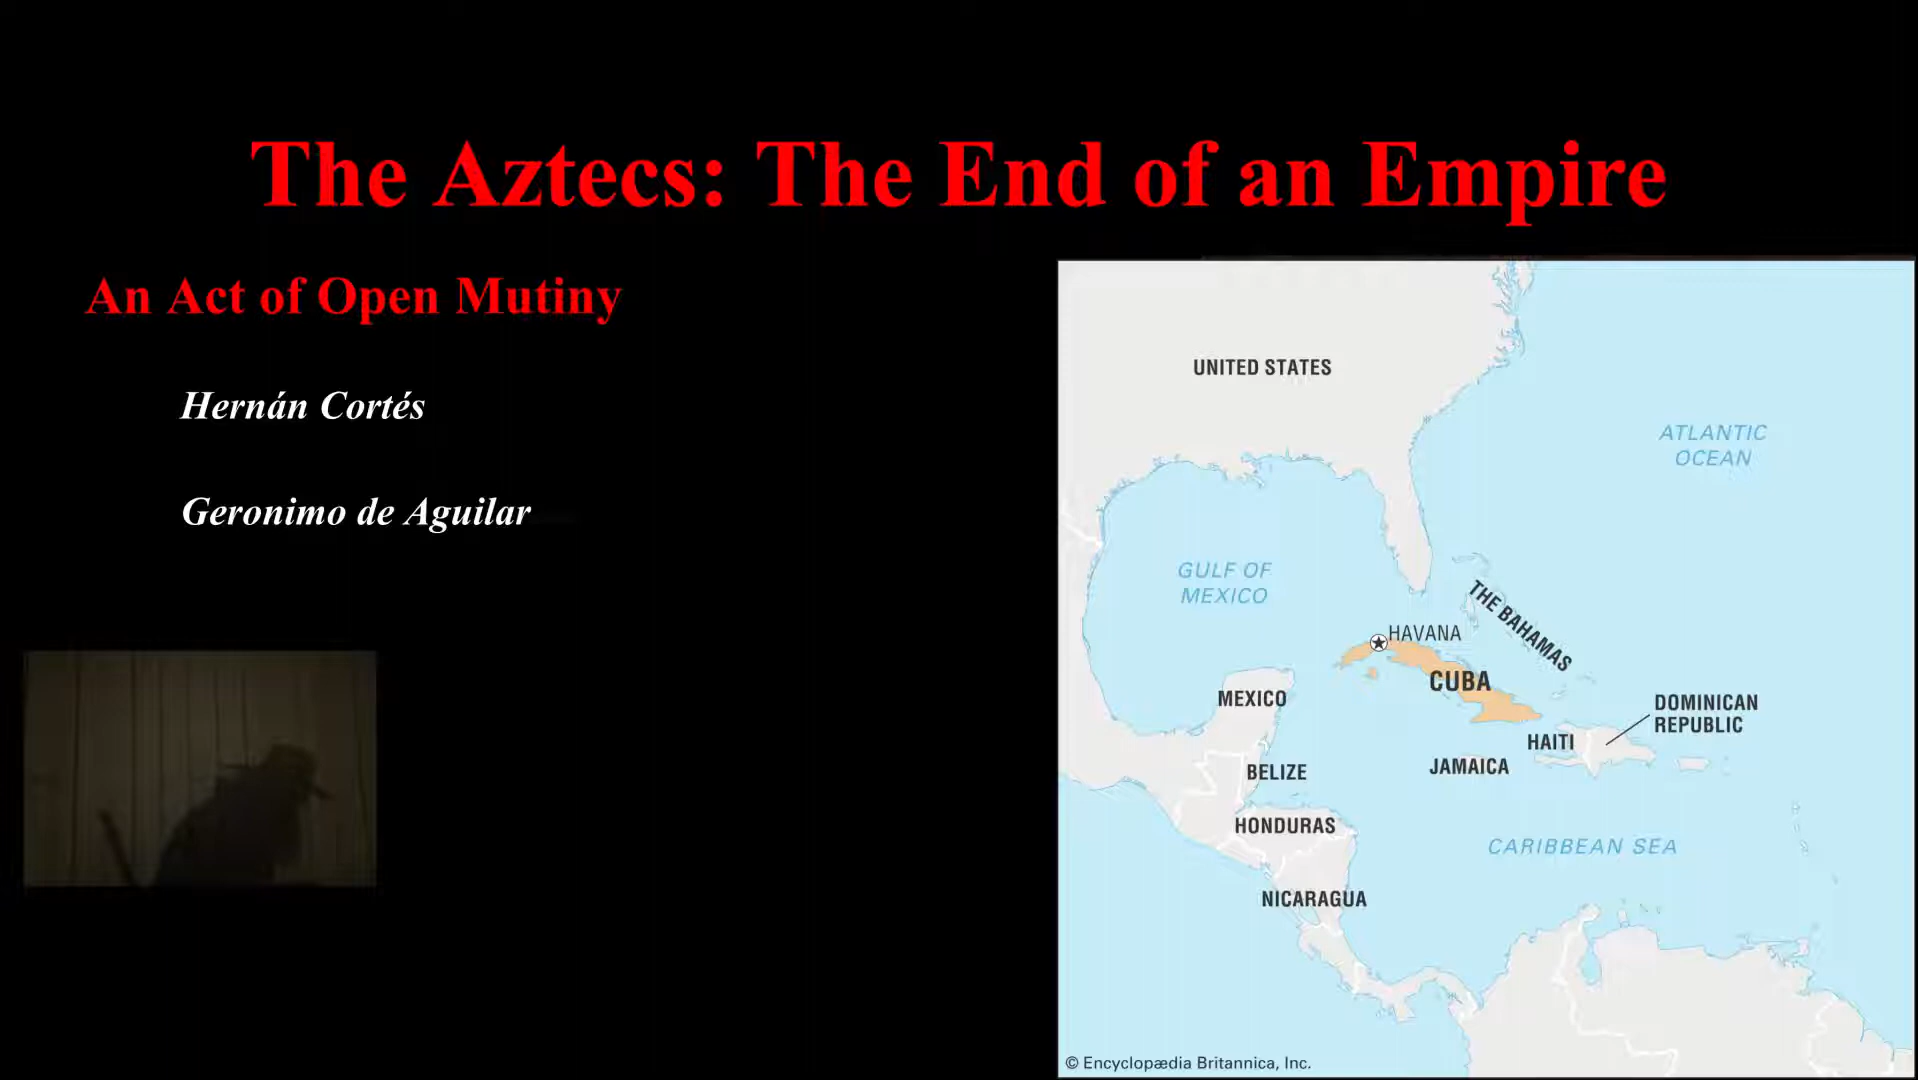 The Aztecs: The End of an Empire
An Act of Open Mutiny
Hernán Cortés
Geronimo de Aguilar
UNITED STATES
ATLANTIC
OCEAN
GULF OF
MEXICO
THE BAHAMAS
HAVANA
CUBA
MEXICO
DOMINICAN
REPUBLIC
HAITI
JAMAICA
BELIZE
HONDURAS
CARIBBEAN SEA
NICARAGUA
© Encyclopædia Britannica, Inc.